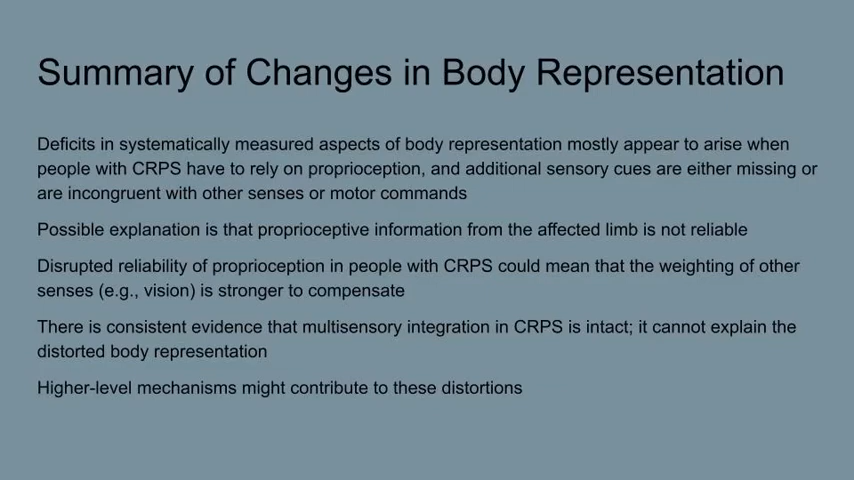 Summary of Changes in Body Representation
Deficits in systematically measured aspects of body representation mostly appear to arise when
people with CRPS have to rely on proprioception, and additional sensory cues are either missing or
are incongruent with other senses or motor commands
Possible explanation is that proprioceptive information from the affected limb is not reliable
Disrupted reliability of proprioception in people with CRPS could mean that the weighting of other
senses (e.g., vision) is stronger to compensate
There is consistent evidence that multisensory integration in CRPS is intact; it cannot explain the
distorted body representation
Higher-level mechanisms might contribute to these distortions